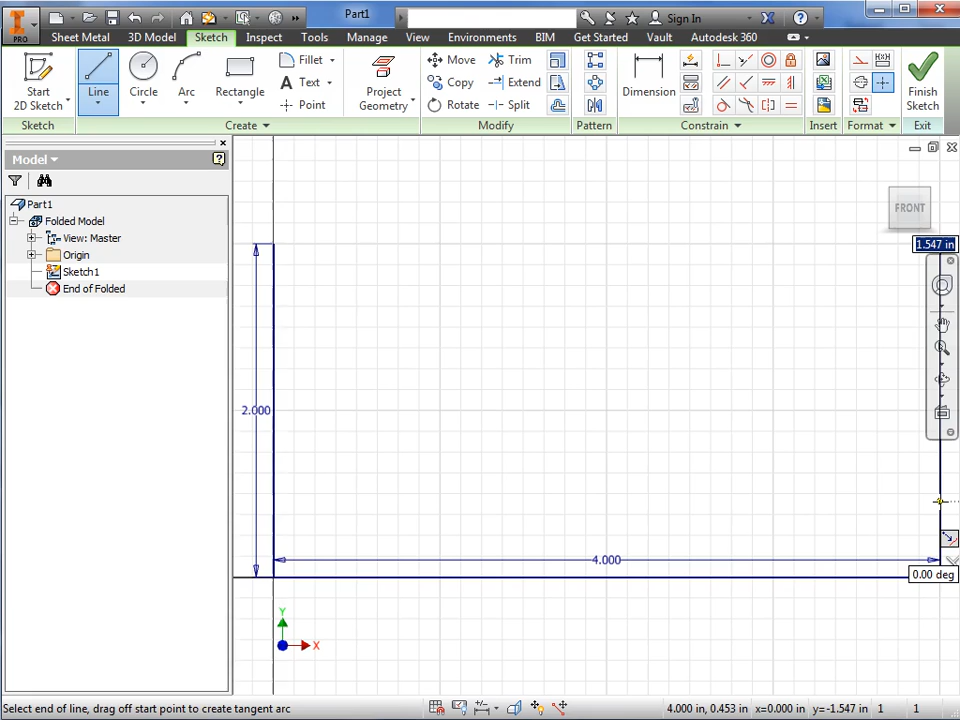 Part1
Sign In
PRO
Sheet Metal 3D Model Sketch Inspect Tools Manage View Environments BIM Get Started Vault Autodesk 360
Start
2D Sketch
Line
Circle
Arc
Rectangle
Fillet
Text
Point
Project
Geometry
Move
Copy
Rotate
Trim
Extend
Split
Dimension
Finish
Sketch
Sketch Create Modify Pattern Constrain Insert Format Exit
Model
Part1
Folded Model
View: Master
Origin
Sketch1
End of Folded
FRONT
1.547 in
2.000
4.000
0.00 deg
Y
X
Select end of line, drag off start point to create tangent arc
4.000 in, 0.453 in x=0.000 in y=-1.547 in 1 1